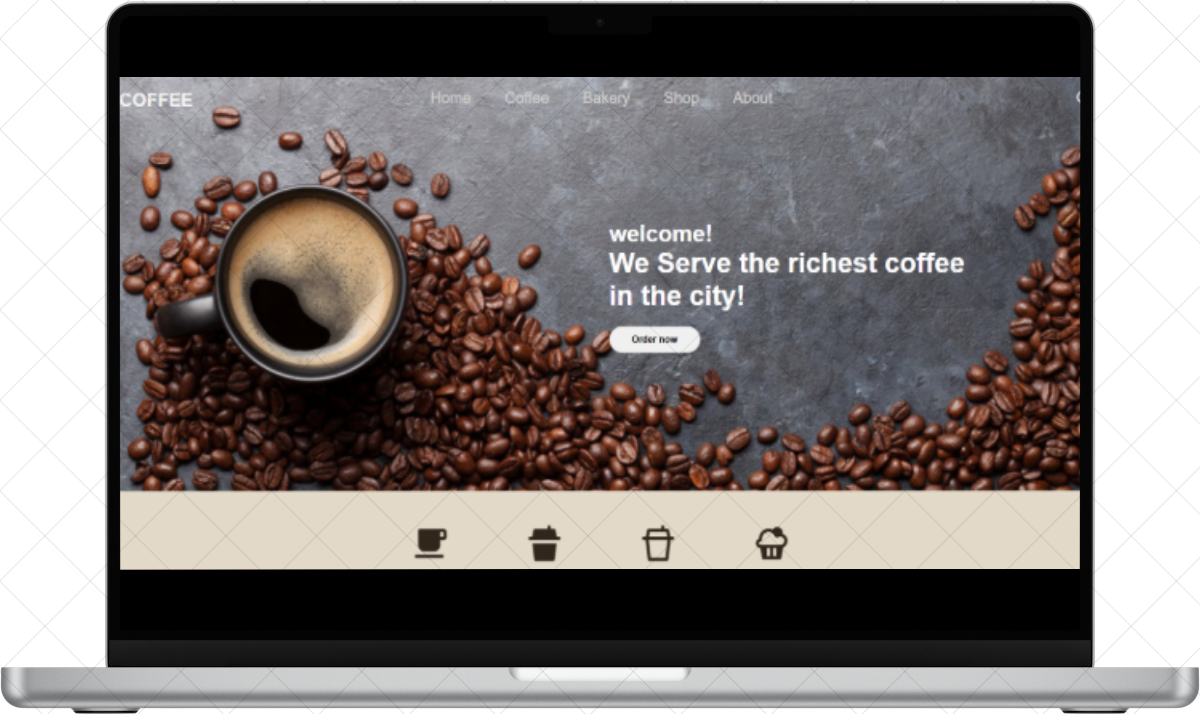 COFFEE
Home Coffee Bakery Shop About
welcome!
We Serve the richest coffee
in the city!
Order now